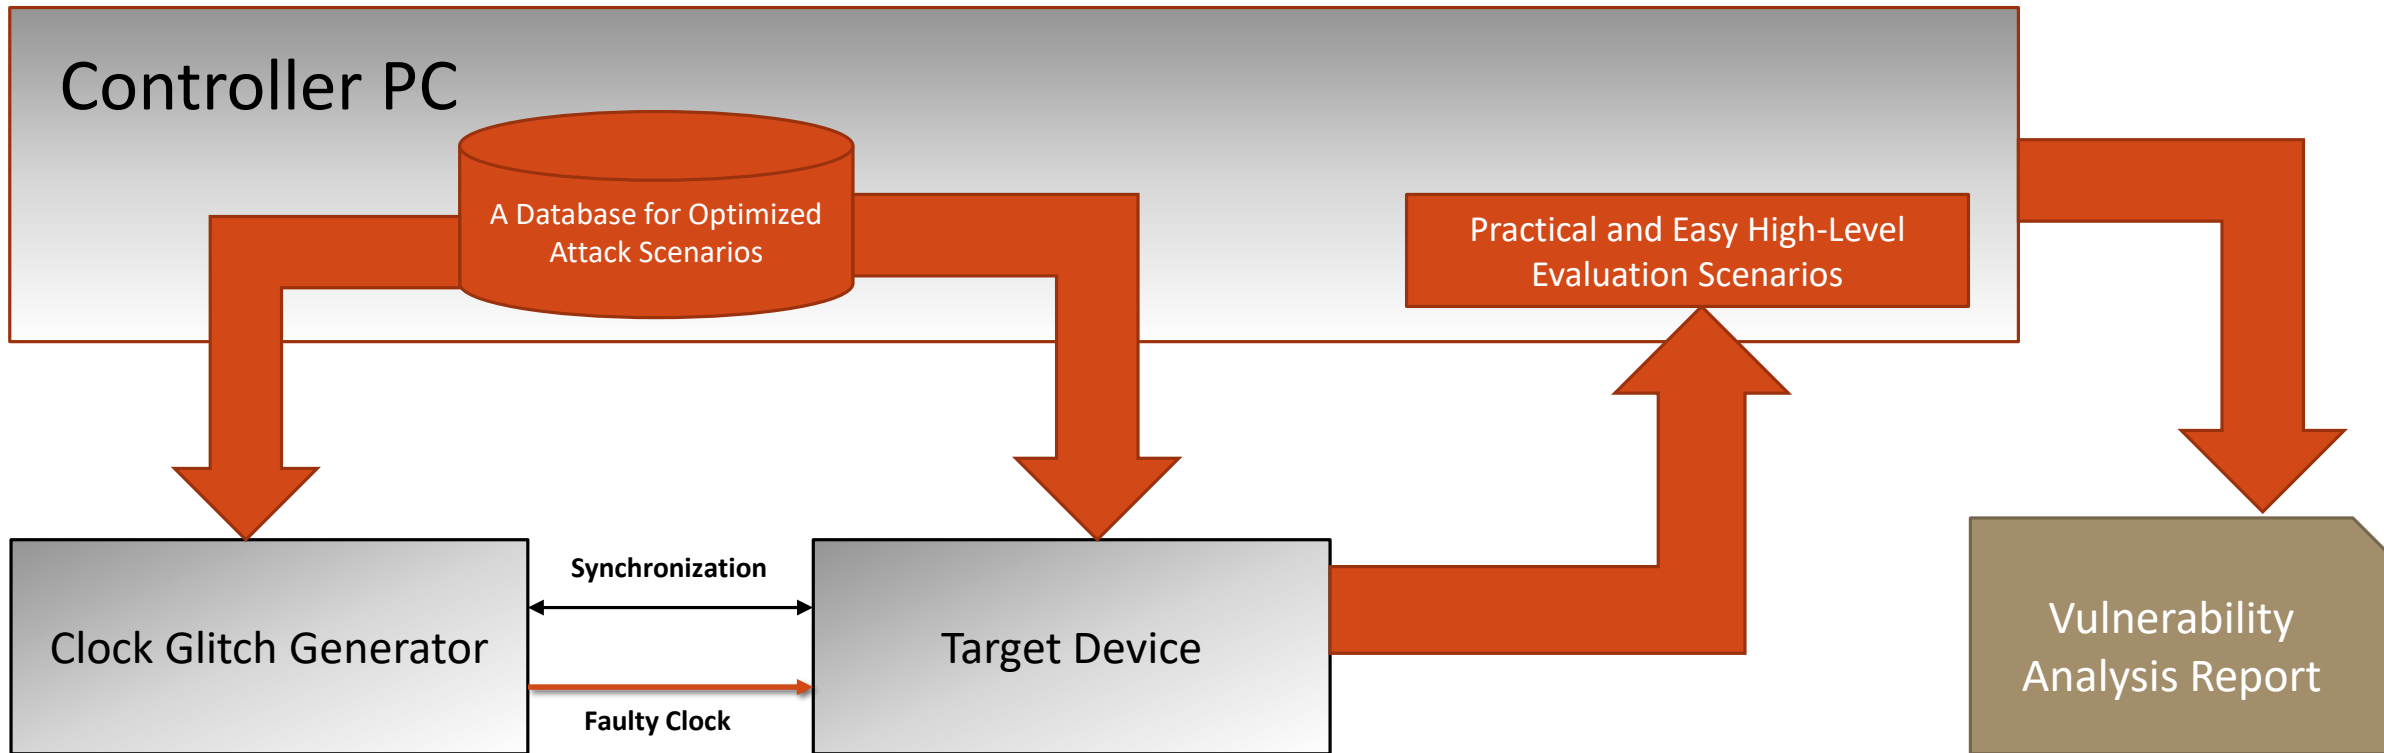 Controller PC
A Database for Optimized
Attack Scenarios
Practical and Easy High-Level
Evaluation Scenarios
Synchronization
Clock Glitch Generator
Target Device
Faulty Clock
Vulnerability
Analysis Report